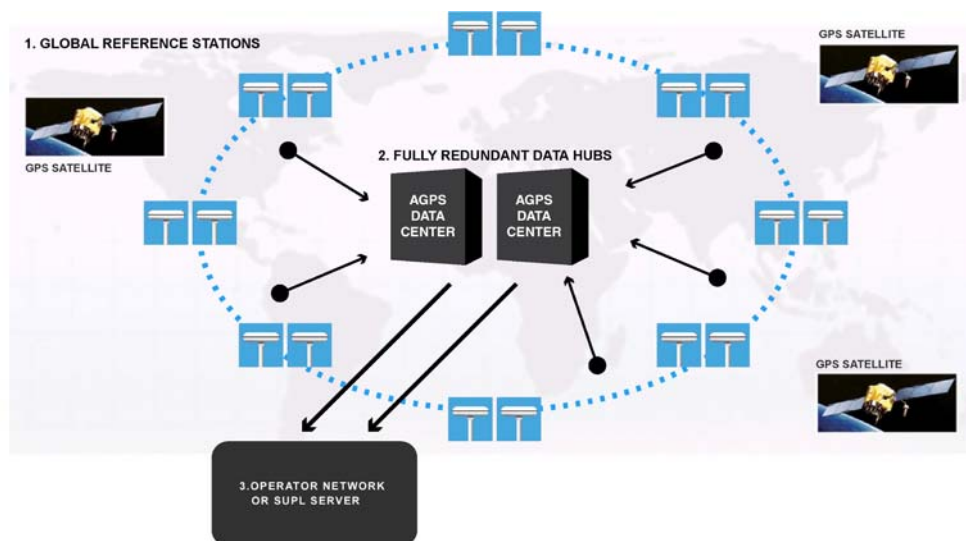 1. GLOBAL REFERENCE STATIONS
GPS SATELLITE
GPS SATELLITE
2. FULLY REDUNDANT DATA HUBS
AGPS
DATA
CENTER
AGPS
DATA
CENTER
GPS SATELLITE
3.OPERATOR NETWORK
OR SUPL SERVER